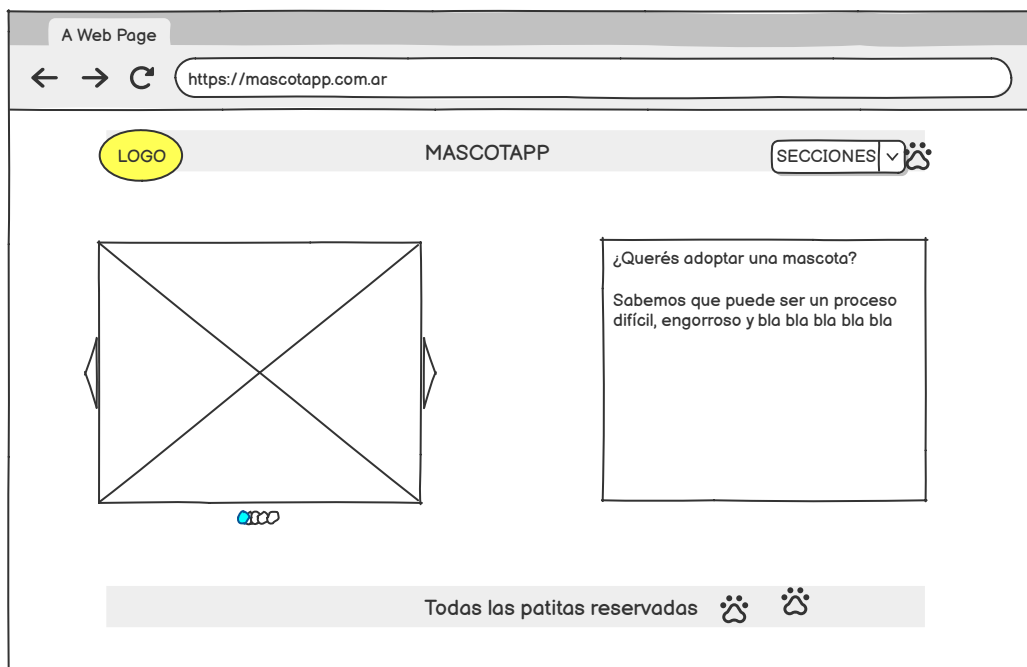 A Web Page
https://mascotapp.com.ar
LOGO
MASCOTAPP
SECCIONES
¿Querés adoptar una mascota?
Sabemos que puede ser un proceso
difícil, engorroso y bla bla bla bla bla
Todas las patitas reservadas